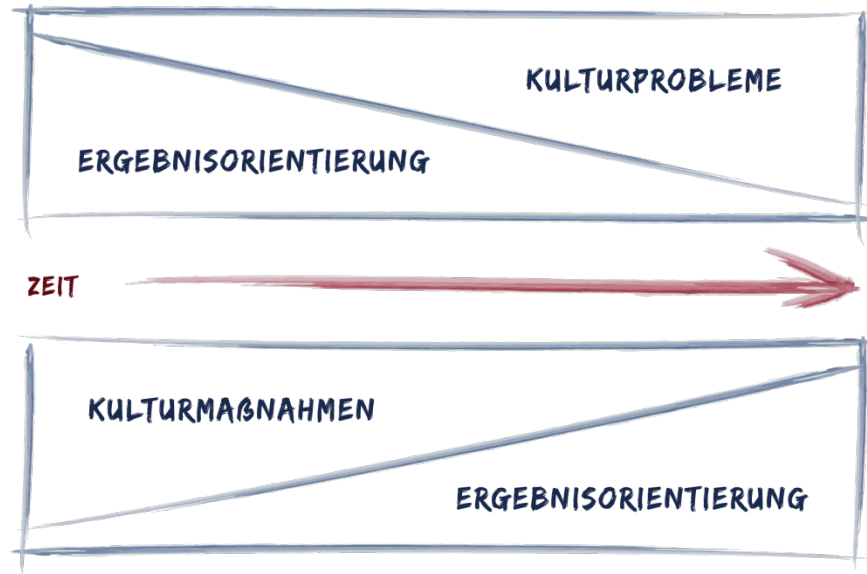 KULTURPROBLEME
ERGEBNISORIENTIERUNG
ZEIT
KULTURMAßNAHMEN
ERGEBNISORIENTIERUNG